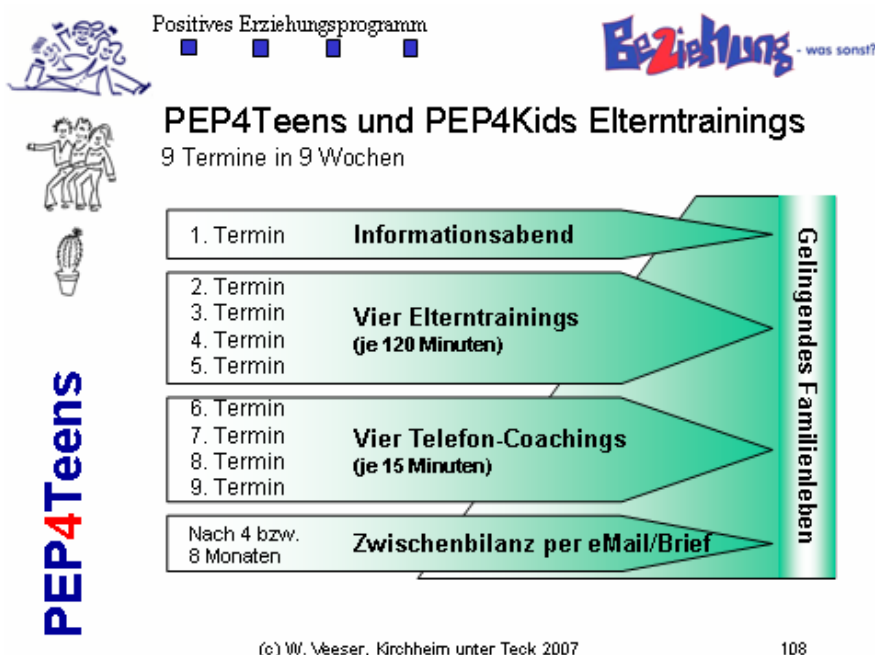 Positives Erziehungsprogramm
BeZiehung - was sonst?
PEP4Teens und PEP4Kids Elterntrainings
9 Termine in 9 Wochen
1. Termin Informationsabend
2. Termin
3. Termin
4. Termin
5. Termin
Vier Elterntrainings
(je 120 Minuten)
6. Termin
7. Termin
8. Termin
9. Termin
Vier Telefon-Coachings
(je 15 Minuten)
Nach 4 bzw.
8 Monaten
Zwischenbilanz per eMail/Brief
Gelingendes Familienleben
PEP4Teens
(c) W. Veeser, Kirchheim unter Teck 2007
108